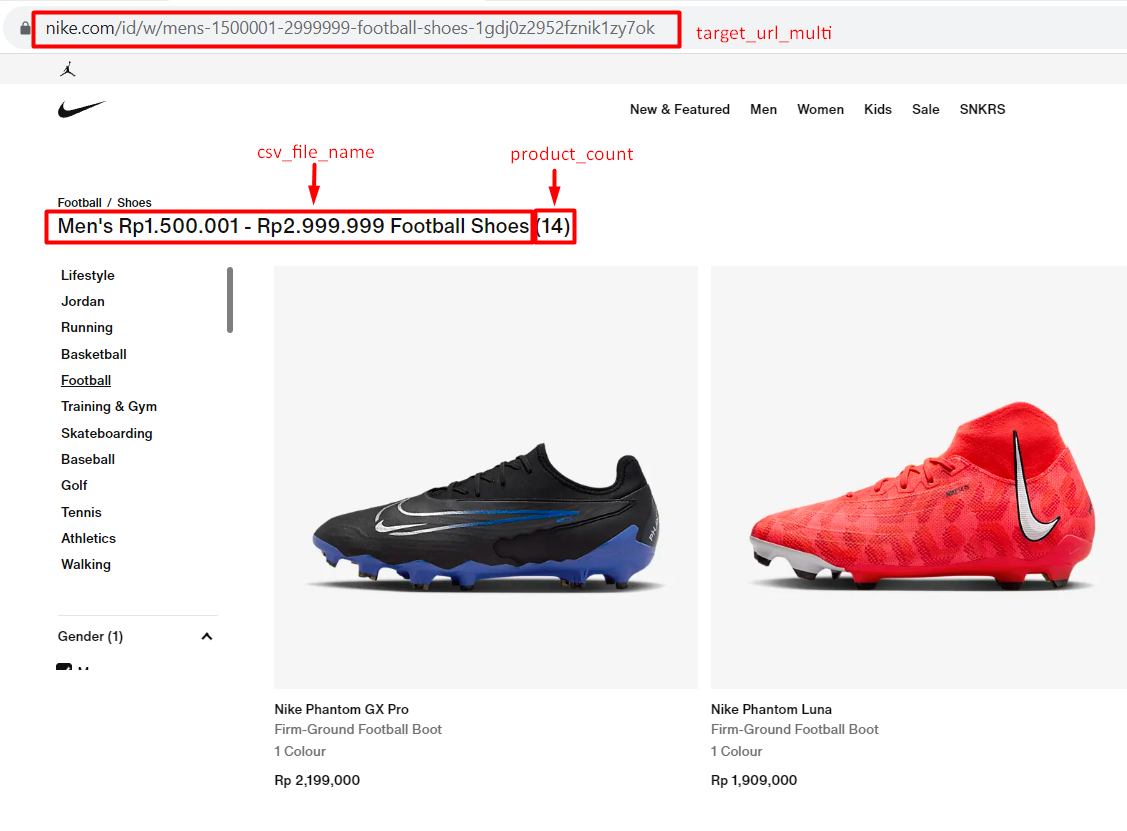 nike.com/id/w/mens-1500001-2999999-football-shoes-1gdj0z2952fznik1zy7ok
target_url_multi
New & Featured Men Women Kids Sale SNKRS
csv_file_name
product_count
Football / Shoes
Men's Rp1.500.001 - Rp2.999.999 Football Shoes (14)
Lifestyle
Jordan
Running
Basketball
Football
Training & Gym
Skateboarding
Baseball
Golf
Tennis
Athletics
Walking
Gender (1)
Nike Phantom GX Pro
Firm-Ground Football Boot
1 Colour
Rp 2,199,000
Nike Phantom Luna
Firm-Ground Football Boot
1 Colour
Rp 1,909,000